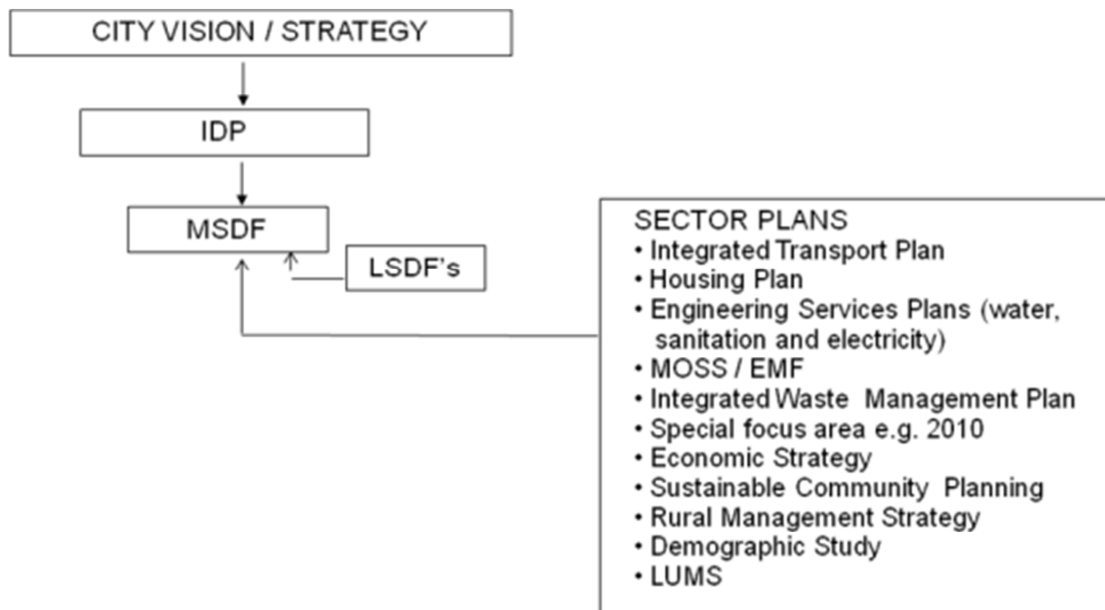 CITY VISION / STRATEGY
IDP
MSDF
LSDF's
SECTOR PLANS
• Integrated Transport Plan
• Housing Plan
• Engineering Services Plans (water,
sanitation and electricity)
• MOSS / EMF
• Integrated Waste Management Plan
• Special focus area e.g. 2010
• Economic Strategy
• Sustainable Community Planning
• Rural Management Strategy
• Demographic Study
• LUMS